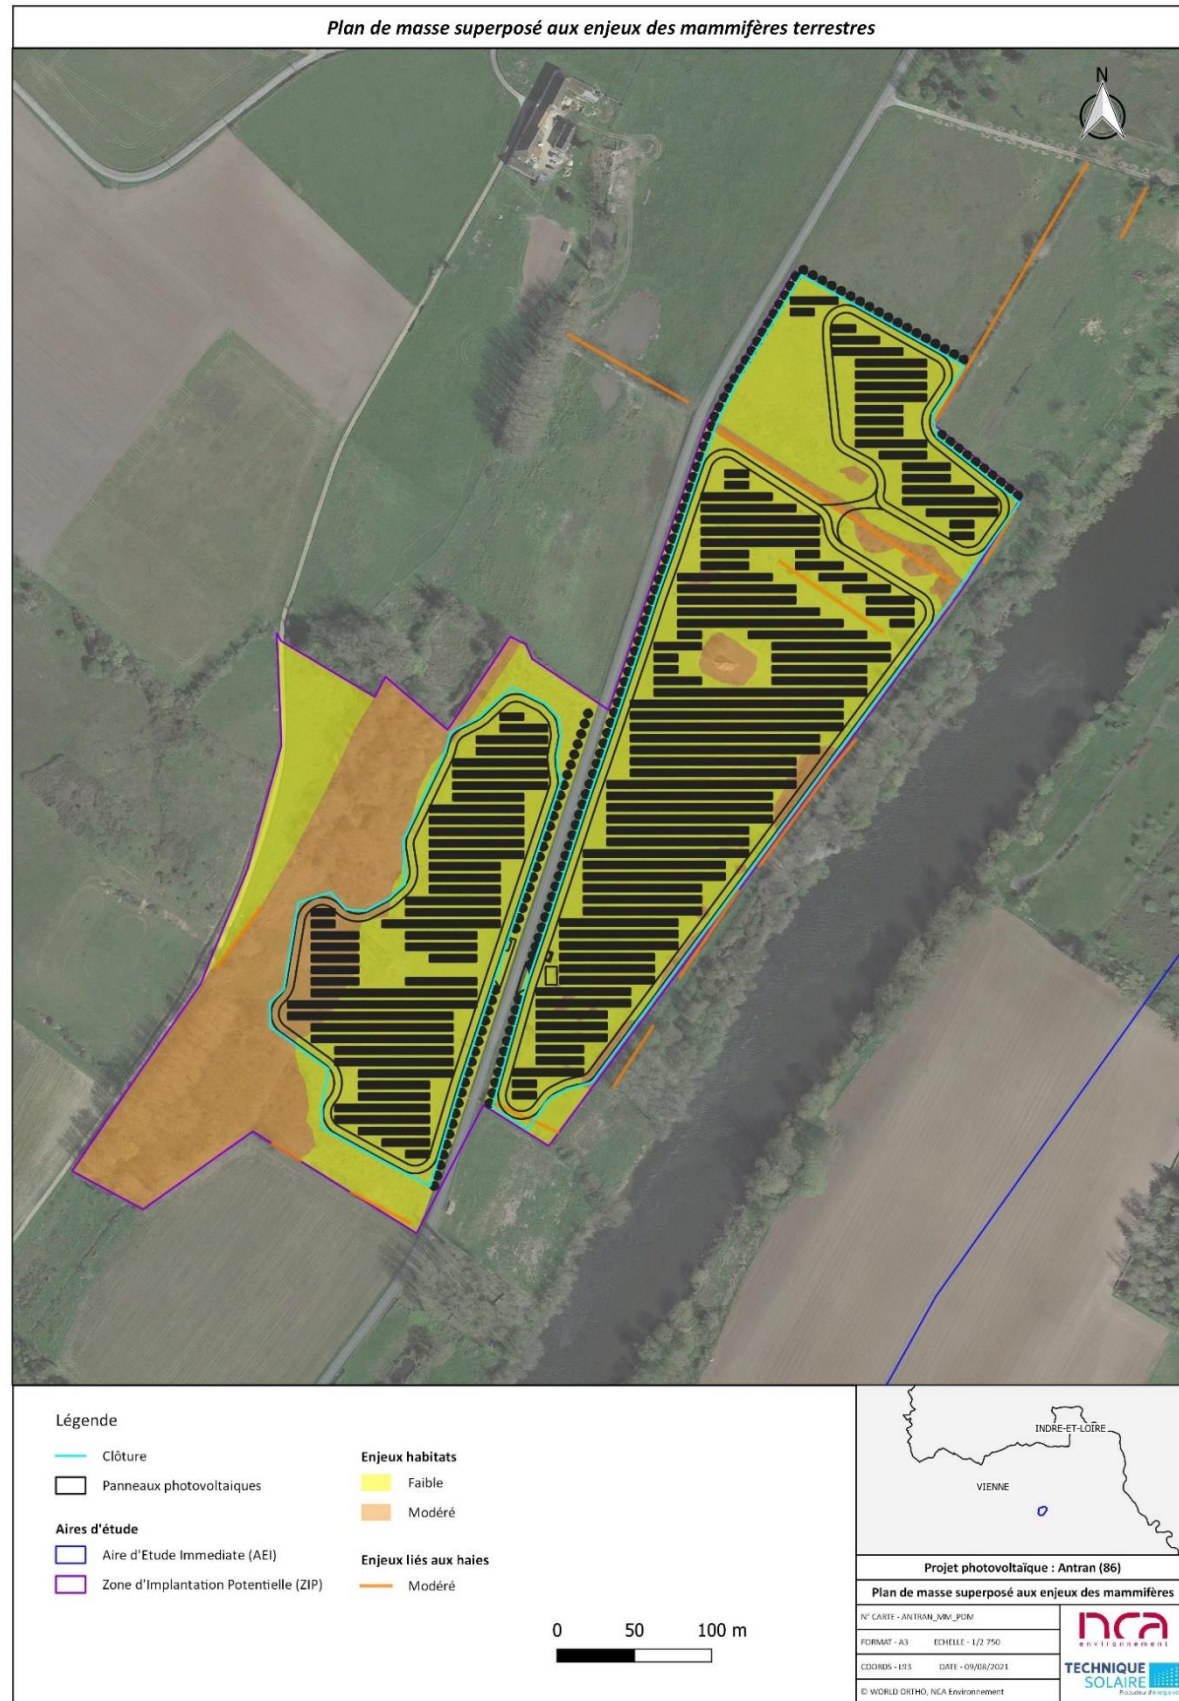 Plan de masse superposé aux enjeux des mammifères terrestres
N
Légende
Clôture
Panneaux photovoltaiques
Aires d'étude
Aire d'Etude Immediate (AEI)
Zone d'Implantation Potentielle (ZIP)
Enjeux habitats
Faible
Modéré
Enjeux liés aux haies
Modéré
0 50 100 m
INDRE-ET-LOIRE
VIENNE
Projet photovoltaïque : Antran (86)
Plan de masse superposé aux enjeux des mammifères
N° CARTE - ANTRAN_MM_PDM
FORMAT - A3 ECHELLE - 1/2 750
COORDS - L93 DATE - 09/08/2021
© WORLD ORTHO, NCA Environnement
nca
environnement
TECHNIQUE
SOLAIRE